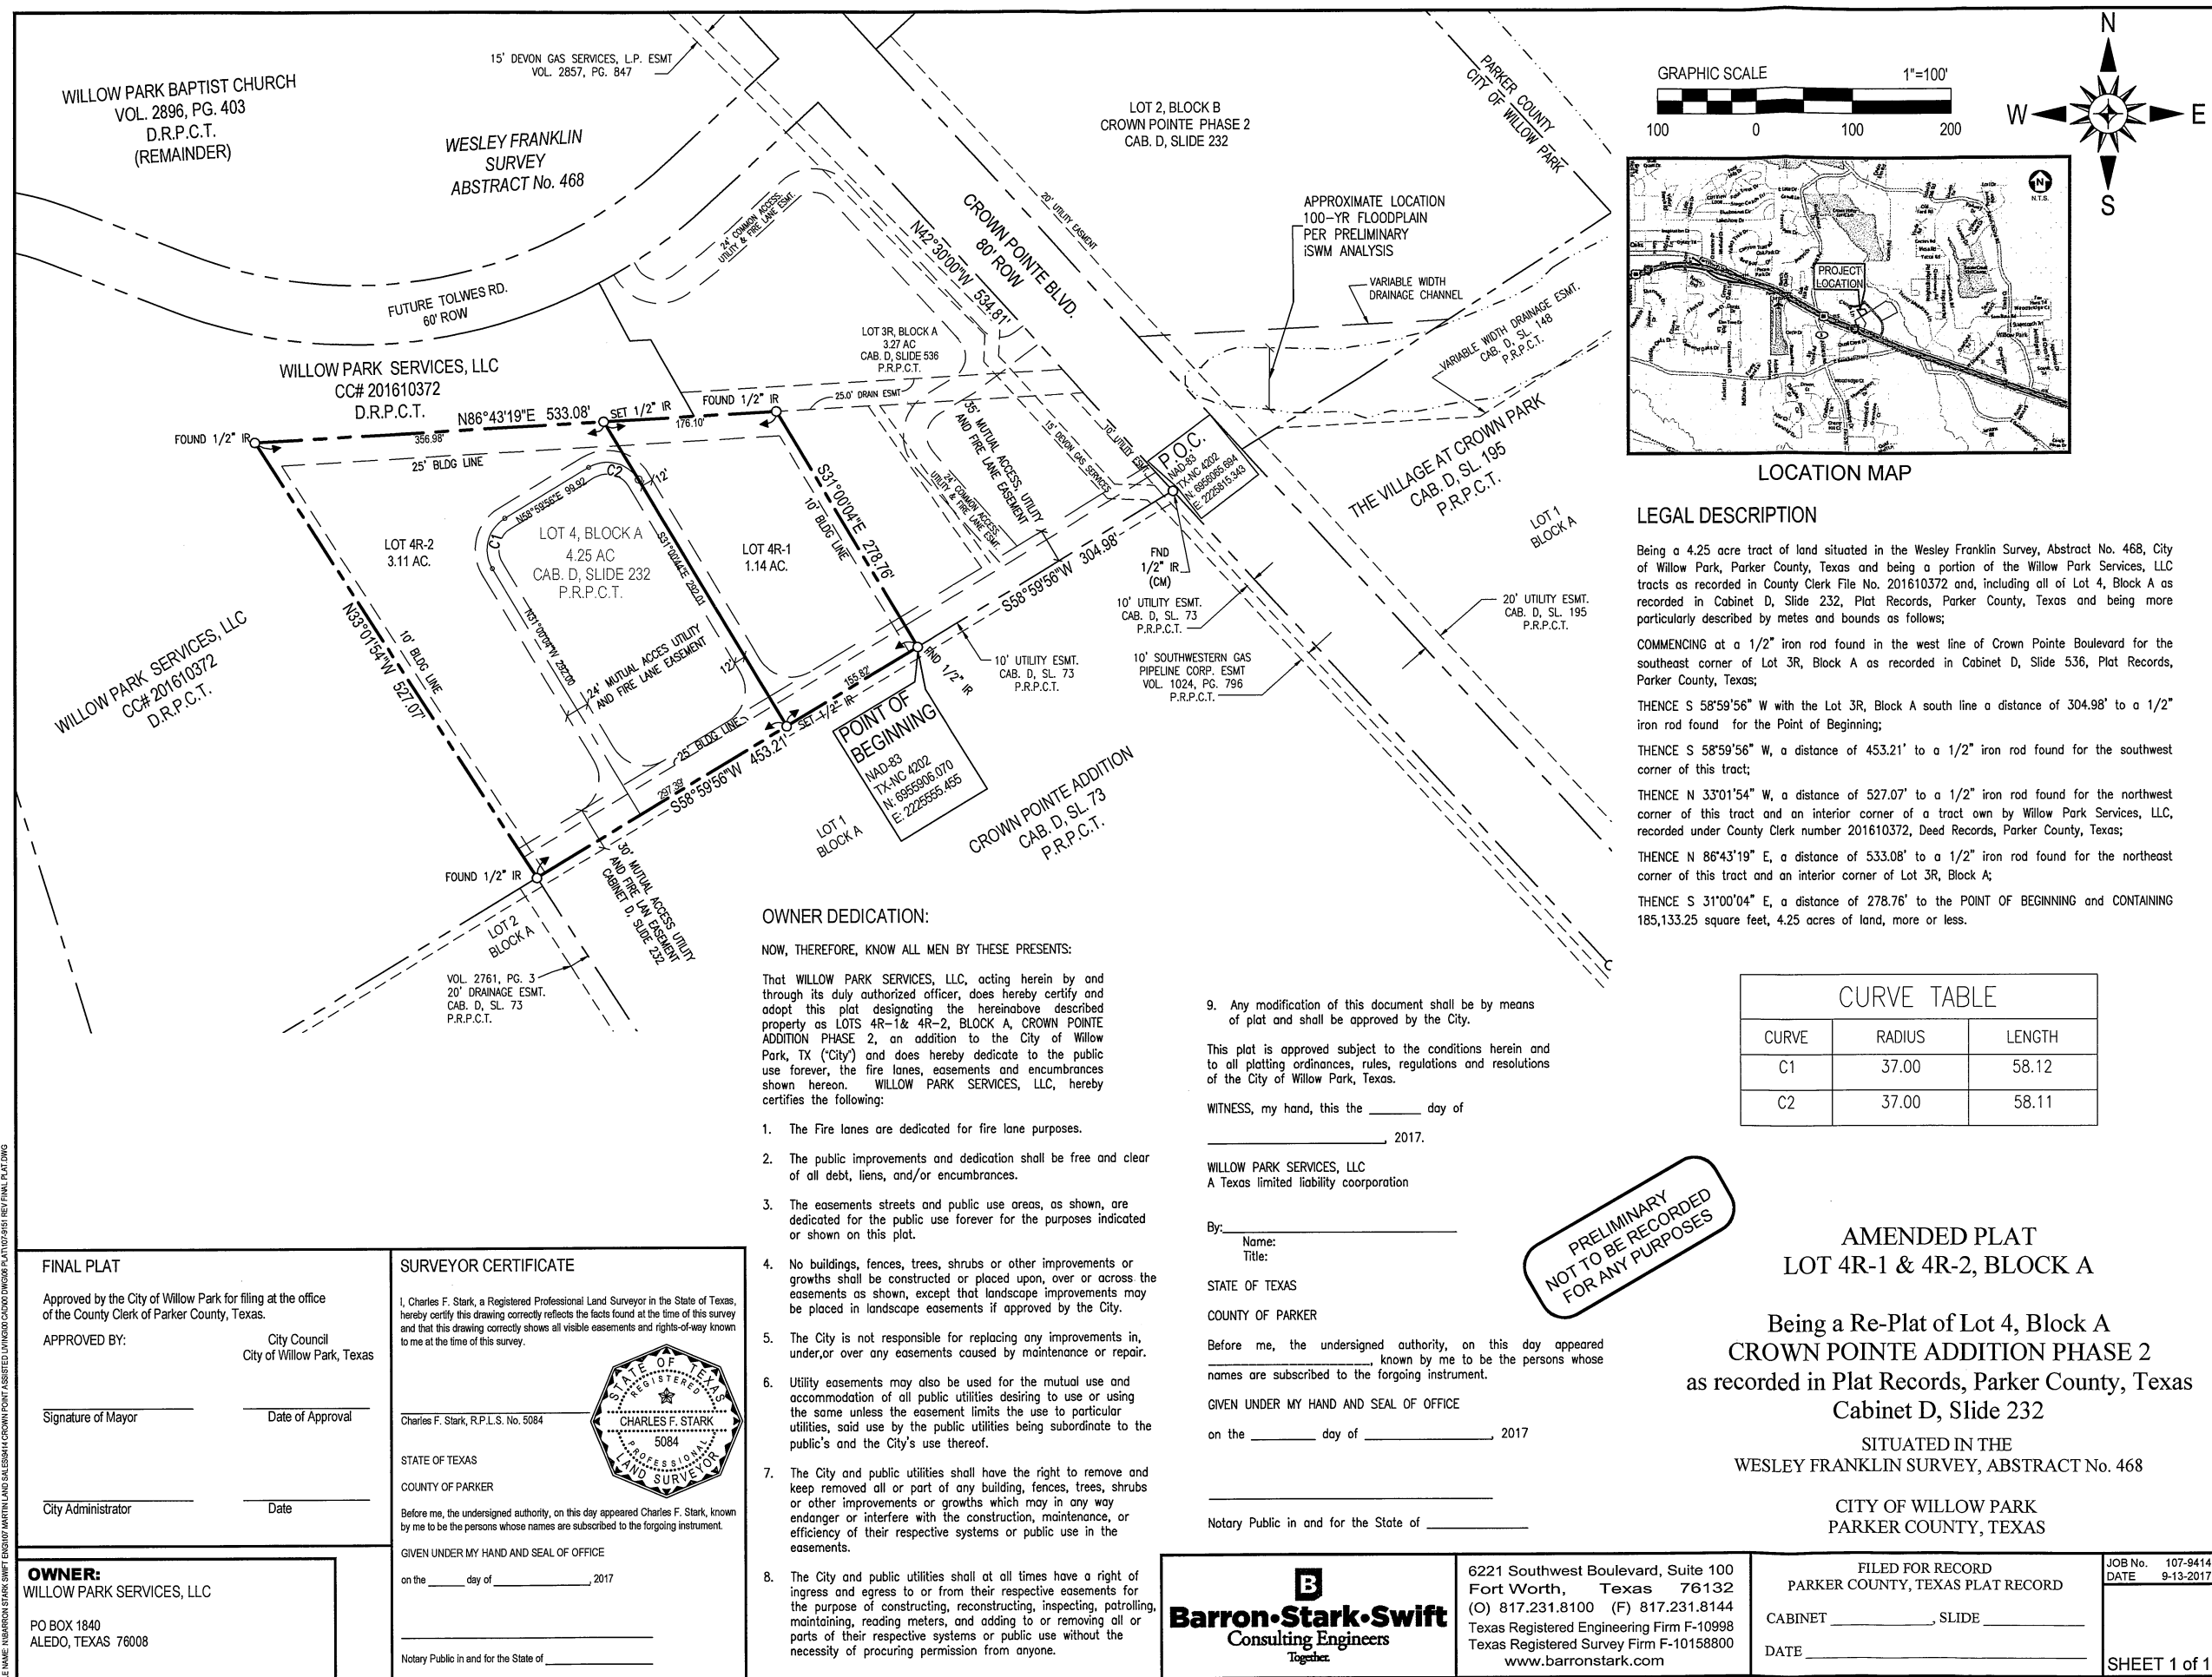 WILLOW PARK BAPTIST CHURCH
VOL. 2896, PG. 403
D.R.P.C.T.
(REMAINDER)
15' DEVON GAS SERVICES, L.P. ESMT
VOL. 2857, PG. 847
WESLEY FRANKLIN
SURVEY
ABSTRACT No. 468
LOT 2, BLOCK B
CROWN POINTE PHASE 2
CAB. D, SLIDE 232
PARKER COUNTY
CITY OF WILLOW PARK
GRAPHIC SCALE 1"=100'
100 0 100 200
N
W
E
S
N
N.T.S.
PROJECT
LOCATION
LOCATION MAP
24' COMMON ACCESS,
UTILITY & FIRE LANE ESMT.
CROWN POINTE BLVD.
80' ROW
N42°30'00"W 534.81'
20' UTILITY EASMENT
APPROXIMATE LOCATION
100-YR FLOODPLAIN
PER PRELIMINARY
iSWM ANALYSIS
VARIABLE WIDTH
DRAINAGE CHANNEL
VARIABLE WIDTH DRAINAGE ESMT.
CAB. D, SL. 148
P.R.P.C.T.
FUTURE TOLWES RD.
60' ROW
LOT 3R, BLOCK A
3.27 AC
CAB. D, SLIDE 536
P.R.P.C.T.
WILLOW PARK SERVICES, LLC
CC# 201610372
D.R.P.C.T.
N86°43'19"E 533.08'
SET 1/2" IR
FOUND 1/2" IR
176.10'
25.0' DRAIN ESMT
FOUND 1/2" IR
356.98'
25' BLDG LINE
35' MUTUAL ACCESS, UTILITY
AND FIRE LANE EASEMENT
15' DEVON GAS SERVICES
10' UTILITY ESMT.
24' COMMON ACCESS,
UTILITY & FIRE LANE ESMT.
P.O.C.
NAD-83
TX-NC 4202
N: 6956065.694
E: 2225815.343
THE VILLAGE AT CROWN PARK
CAB. D, SL. 195
P.R.P.C.T.
LOT 1
BLOCK A
C2
12'
N58°59'56"E 99.92
C1
S31°00'04"E 278.76'
10' BLDG LINE
LOT 4R-2
3.11 AC.
LOT 4, BLOCK A
4.25 AC
CAB. D, SLIDE 232
P.R.P.C.T.
S31°00'44"E 292.01
LOT 4R-1
1.14 AC.
S58°59'56"W 304.98'
FND
1/2" IR
(CM)
10' UTILITY ESMT.
CAB. D, SL. 73
P.R.P.C.T.
20' UTILITY ESMT.
CAB. D, SL. 195
P.R.P.C.T.
WILLOW PARK SERVICES, LLC
CC# 201610372
D.R.P.C.T.
N33°01'54"W 527.07'
10' BLDG LINE
N31°00'04"W 292.00
24' MUTUAL ACCES UTILITY
AND FIRE LANE EASEMENT
12'
155.82'
FND 1/2" IR
10' UTILITY ESMT.
CAB. D, SL. 73
P.R.P.C.T.
10' SOUTHWESTERN GAS
PIPELINE CORP. ESMT
VOL. 1024, PG. 796
P.R.P.C.T.
SET 1/2" IR
25' BLDG LINE
POINT OF
BEGINNING
NAD-83
TX-NC 4202
N: 6955906.070
E: 2225555.455
297.39'
S58°59'56"W 453.21'
LOT 1
BLOCK A
CROWN POINTE ADDITION
CAB. D, SL. 73
P.R.P.C.T.
FOUND 1/2" IR
30' MUTUAL ACCESS UTILITY
AND FIRE LAN EASEMENT
CABINET D, SLIDE 232
LOT 2
BLOCK A
VOL. 2761, PG. 3
20' DRAINAGE ESMT.
CAB. D, SL. 73
P.R.P.C.T.
LEGAL DESCRIPTION
Being a 4.25 acre tract of land situated in the Wesley Franklin Survey, Abstract No. 468, City
of Willow Park, Parker County, Texas and being a portion of the Willow Park Services, LLC
tracts as recorded in County Clerk File No. 201610372 and, including all of Lot 4, Block A as
recorded in Cabinet D, Slide 232, Plat Records, Parker County, Texas and being more
particularly described by metes and bounds as follows;
COMMENCING at a 1/2" iron rod found in the west line of Crown Pointe Boulevard for the
southeast corner of Lot 3R, Block A as recorded in Cabinet D, Slide 536, Plat Records,
Parker County, Texas;
THENCE S 58°59'56" W with the Lot 3R, Block A south line a distance of 304.98' to a 1/2"
iron rod found for the Point of Beginning;
THENCE S 58°59'56" W, a distance of 453.21' to a 1/2" iron rod found for the southwest
corner of this tract;
THENCE N 33°01'54" W, a distance of 527.07' to a 1/2" iron rod found for the northwest
corner of this tract and an interior corner of a tract own by Willow Park Services, LLC,
recorded under County Clerk number 201610372, Deed Records, Parker County, Texas;
THENCE N 86°43'19" E, a distance of 533.08' to a 1/2" iron rod found for the northeast
corner of this tract and an interior corner of Lot 3R, Block A;
THENCE S 31°00'04" E, a distance of 278.76' to the POINT OF BEGINNING and CONTAINING
185,133.25 square feet, 4.25 acres of land, more or less.
CURVE TABLE
CURVE RADIUS LENGTH
C1 37.00 58.12
C2 37.00 58.11
OWNER DEDICATION:
NOW, THEREFORE, KNOW ALL MEN BY THESE PRESENTS:
That WILLOW PARK SERVICES, LLC, acting herein by and
through its duly authorized officer, does hereby certify and
adopt this plat designating the hereinabove described
property as LOTS 4R-1& 4R-2, BLOCK A, CROWN POINTE
ADDITION PHASE 2, an addition to the City of Willow
Park, TX ("City") and does hereby dedicate to the public
use forever, the fire lanes, easements and encumbrances
shown hereon. WILLOW PARK SERVICES, LLC, hereby
certifies the following:
1. The Fire lanes are dedicated for fire lane purposes.
2. The public improvements and dedication shall be free and clear
of all debt, liens, and/or encumbrances.
3. The easements streets and public use areas, as shown, are
dedicated for the public use forever for the purposes indicated
or shown on this plat.
4. No buildings, fences, trees, shrubs or other improvements or
growths shall be constructed or placed upon, over or across the
easements as shown, except that landscape improvements may
be placed in landscape easements if approved by the City.
5. The City is not responsible for replacing any improvements in,
under,or over any easements caused by maintenance or repair.
6. Utility easements may also be used for the mutual use and
accommodation of all public utilities desiring to use or using
the same unless the easement limits the use to particular
utilities, said use by the public utilities being subordinate to the
public's and the City's use thereof.
7. The City and public utilities shall have the right to remove and
keep removed all or part of any building, fences, trees, shrubs
or other improvements or growths which may in any way
endanger or interfere with the construction, maintenance, or
efficiency of their respective systems or public use in the
easements.
8. The City and public utilities shall at all times have a right of
ingress and egress to or from their respective easements for
the purpose of constructing, reconstructing, inspecting, patrolling,
maintaining, reading meters, and adding to or removing all or
parts of their respective systems or public use without the
necessity of procuring permission from anyone.
9. Any modification of this document shall be by means
of plat and shall be approved by the City.
This plat is approved subject to the conditions herein and
to all platting ordinances, rules, regulations and resolutions
of the City of Willow Park, Texas.
WITNESS, my hand, this the ______ day of
____________________, 2017.
WILLOW PARK SERVICES, LLC
A Texas limited liability coorporation
By:__________________________
Name:
Title:
STATE OF TEXAS
COUNTY OF PARKER
Before me, the undersigned authority, on this day appeared
____________________, known by me to be the persons whose
names are subscribed to the forgoing instrument.
GIVEN UNDER MY HAND AND SEAL OF OFFICE
on the ________ day of ______________, 2017
Notary Public in and for the State of ____________
PRELIMINARY
NOT TO BE RECORDED
FOR ANY PURPOSES
AMENDED PLAT
LOT 4R-1 & 4R-2, BLOCK A
Being a Re-Plat of Lot 4, Block A
CROWN POINTE ADDITION PHASE 2
as recorded in Plat Records, Parker County, Texas
Cabinet D, Slide 232
SITUATED IN THE
WESLEY FRANKLIN SURVEY, ABSTRACT No. 468
CITY OF WILLOW PARK
PARKER COUNTY, TEXAS
FINAL PLAT
Approved by the City of Willow Park for filing at the office
of the County Clerk of Parker County, Texas.
APPROVED BY: City Council
City of Willow Park, Texas
Signature of Mayor Date of Approval
City Administrator Date
OWNER:
WILLOW PARK SERVICES, LLC
PO BOX 1840
ALEDO, TEXAS 76008
SURVEYOR CERTIFICATE
I, Charles F. Stark, a Registered Professional Land Surveyor in the State of Texas,
hereby certify this drawing correctly reflects the facts found at the time of this survey
and that this drawing correctly shows all visible easements and rights-of-way known
to me at the time of this survey.
Charles F. Stark, R.P.L.S. No. 5084
STATE OF TEXAS
REGISTERED
CHARLES F. STARK
5084
PROFESSIONAL
LAND SURVEYOR
STATE OF TEXAS
COUNTY OF PARKER
Before me, the undersigned authority, on this day appeared Charles F. Stark, known
by me to be the persons whose names are subscribed to the forgoing instrument.
GIVEN UNDER MY HAND AND SEAL OF OFFICE
on the ______ day of ______________, 2017
Notary Public in and for the State of ______________
B
Barron•Stark•Swift
Consulting Engineers
Together.
6221 Southwest Boulevard, Suite 100
Fort Worth, Texas 76132
(O) 817.231.8100 (F) 817.231.8144
Texas Registered Engineering Firm F-10998
Texas Registered Survey Firm F-10158800
www.barronstark.com
FILED FOR RECORD
PARKER COUNTY, TEXAS PLAT RECORD
CABINET ____________, SLIDE ____________
DATE ____________
JOB No. 107-9414
DATE 9-13-2017
SHEET 1 of 1